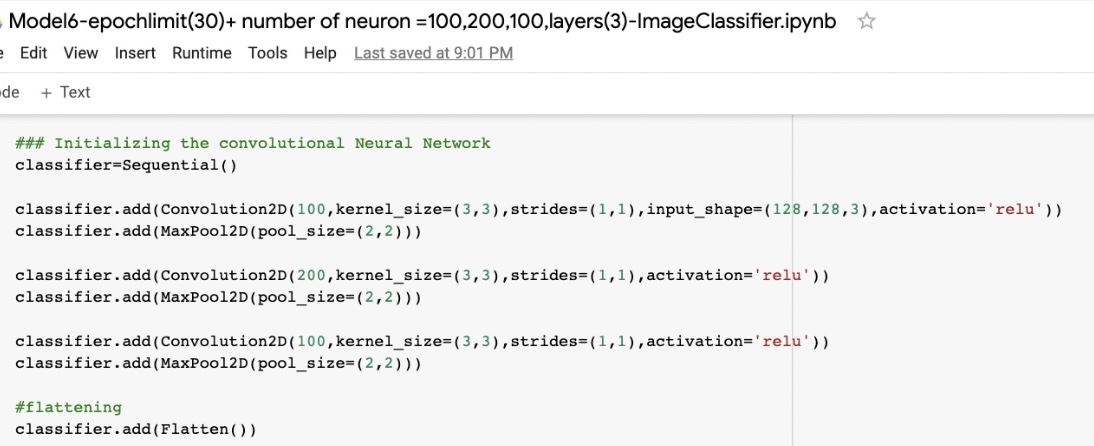 Model6-epochlimit(30)+ number of neuron =100,200,100,layers(3)-ImageClassifier.ipynb
Edit View Insert Runtime Tools Help Last saved at 9:01 PM
+ Text
### Initializing the convolutional Neural Network
classifier=Sequential()
classifier.add(Convolution2D(100,kernel_size=(3,3),strides=(1,1),input_shape=(128,128,3),activation='relu'))
classifier.add(MaxPool2D(pool_size=(2,2)))
classifier.add(Convolution2D(200,kernel_size=(3,3),strides=(1,1),activation='relu'))
classifier.add(MaxPool2D(pool_size=(2,2)))
classifier.add(Convolution2D(100,kernel_size=(3,3),strides=(1,1),activation='relu'))
classifier.add(MaxPool2D(pool_size=(2,2)))
#flattening
classifier.add(Flatten())